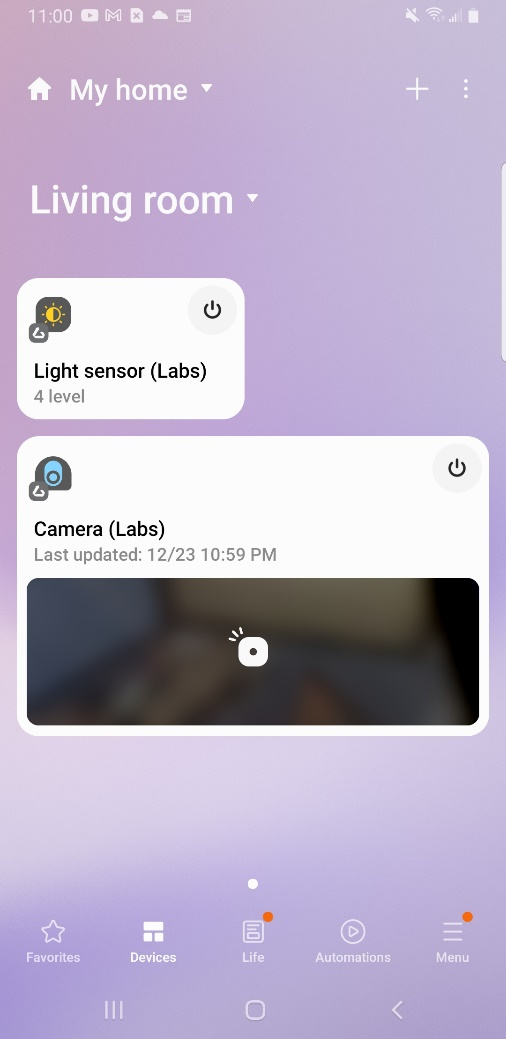 11:00
My home
Living room
Light sensor (Labs)
4 level
Camera (Labs)
Last updated: 12/23 10:59 PM
Favorites
Devices
Life
Automations
Menu